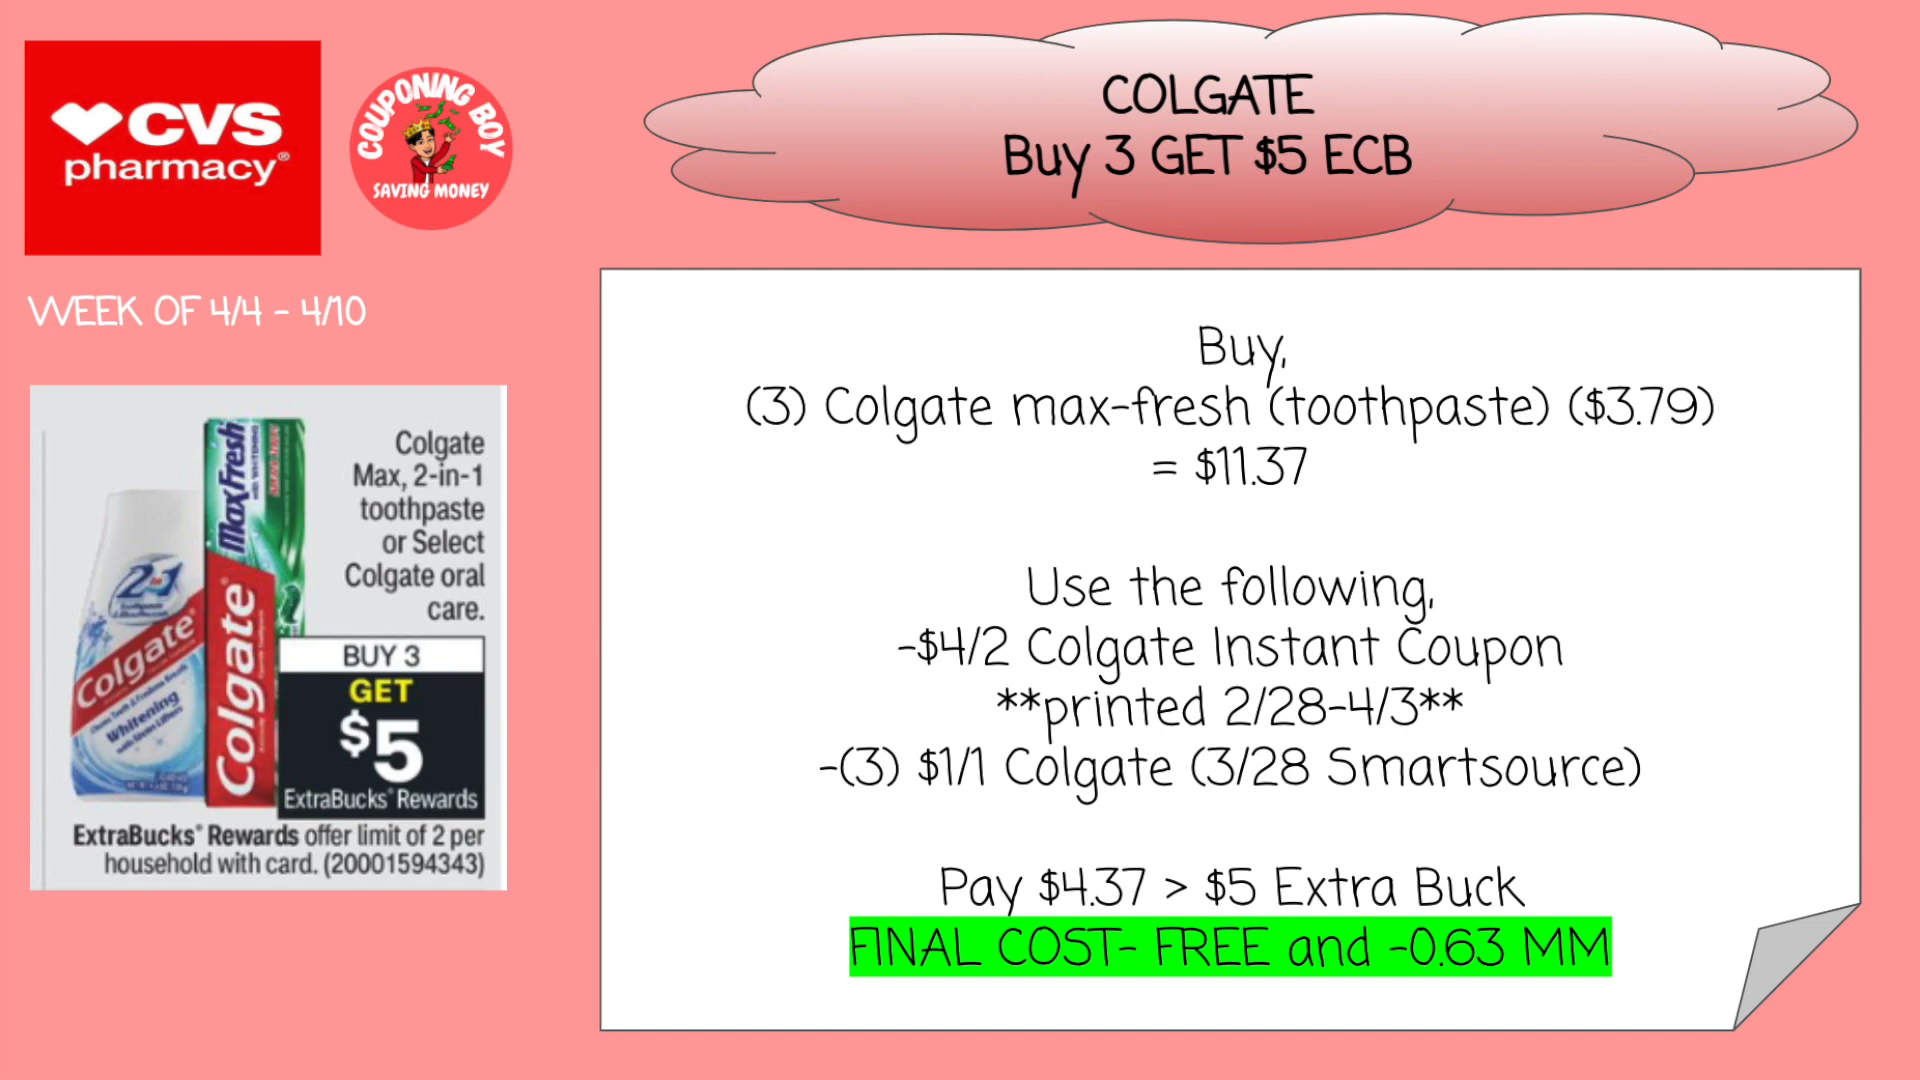 CVS
pharmacy®
COUPONING BOY
SAVING MONEY
COLGATE
Buy 3 GET $5 ECB
WEEK OF 4/4 - 4/10
Buy,
(3) Colgate max-fresh (toothpaste) ($3.79)
= $11.37
Use the following,
-$4/2 Colgate Instant Coupon
**printed 2/28-4/3**
-(3) $1/1 Colgate (3/28 Smartsource)
Pay $4.37 > $5 Extra Buck
FINAL COST- FREE and -0.63 MM
Colgate
Max, 2-in-1
toothpaste
or Select
Colgate oral
care.
BUY 3
GET
$5
ExtraBucks® Rewards
ExtraBucks® Rewards offer limit of 2 per
household with card. (20001594343)
MaxFresh
Colgate®
2in1
Colgate
Whitening